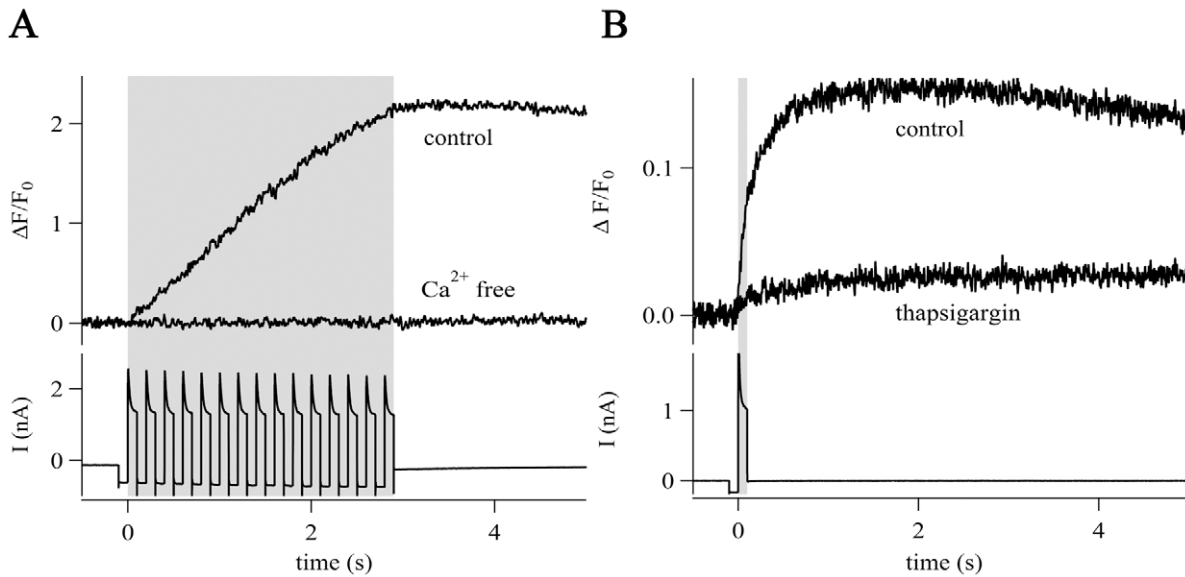 A
ΔF/F₀
2
1
0
control
Ca²⁺ free
I (nA)
2
0
0
2
4
time (s)
B
Δ F/F₀
0.1
0.0
control
thapsigargin
I (nA)
1
0
0
2
4
time (s)